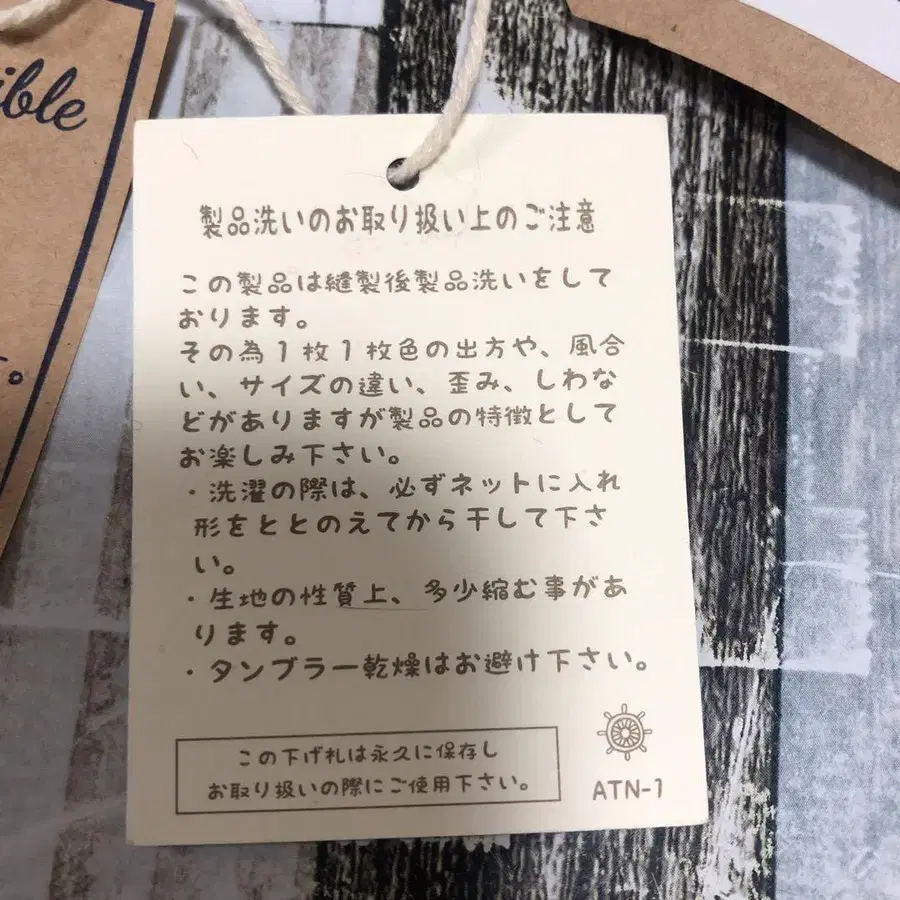 ible
製品洗いのお取り扱い上のご注意
この製品は縫製後製品洗いをして
おります。
その為1枚1枚色の出方や、風合
い、サイズの違い、歪み、しわな
どがありますが製品の特徴として
お楽しみ下さい。
・洗濯の際は、必ずネットに入れ
形をととのえてから干して下さ
い。
・生地の性質上、多少縮む事があ
ります。
・タンブラー乾燥はお避け下さい。
この下げ札は永久に保存し
お取り扱いの際にご使用下さい。
ATN-1